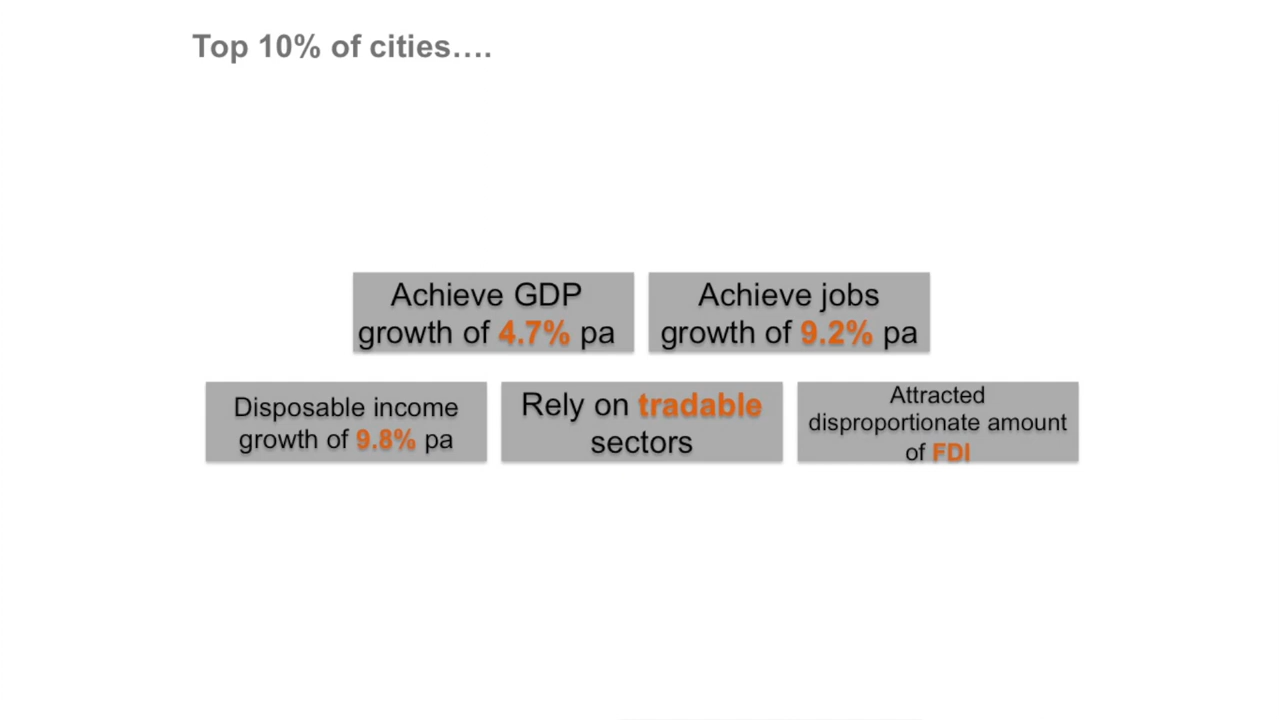 Top 10% of cities….
Achieve GDP
growth of 4.7% pa
Achieve jobs
growth of 9.2% pa
Disposable income
growth of 9.8% pa
Rely on tradable
sectors
Attracted
disproportionate amount
of FDI